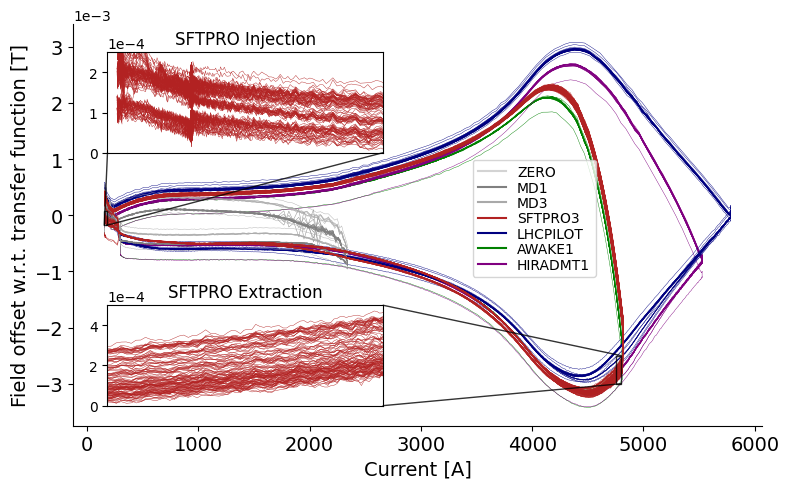 1e−3
SFTPRO Injection
1e−4
2
1
0
3
2
1
0
−1
−2
−3
Field offset w.r.t. transfer function [T]
ZERO
MD1
MD3
SFTPRO3
LHCPILOT
AWAKE1
HIRADMT1
SFTPRO Extraction
1e−4
4
2
0
0
1000
2000
3000
4000
5000
6000
Current [A]